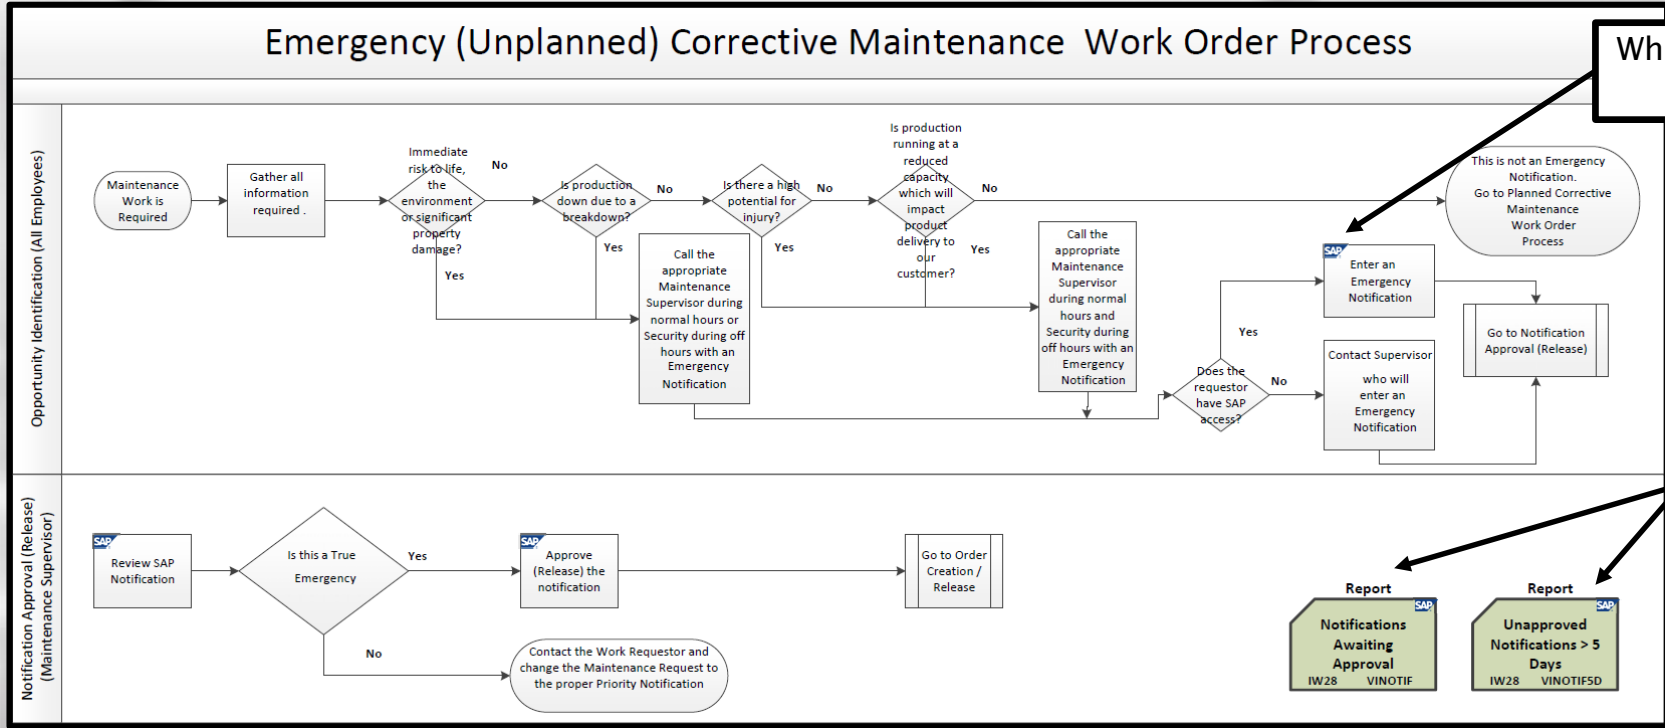 Emergency (Unplanned) Corrective Maintenance Work Order Process
Wh
Opportunity Identification (All Employees)
Maintenance
Work is
Required
Gather all
information
required .
Immediate
risk to life,
the
environment
or significant
property
damage?
No
Yes
Is production
down due to a
breakdown?
No
Yes
Is there a high
potential for
injury?
No
Yes
Is production
running at a
reduced
capacity
which will
impact
product
delivery to
our
customer?
No
Yes
This is not an Emergency
Notification.
Go to Planned Corrective
Maintenance
Work Order
Process
Call the
appropriate
Maintenance
Supervisor during
normal hours or
Security during off
hours with an
Emergency
Notification
Call the
appropriate
Maintenance
Supervisor
during normal
hours and
Security during
off hours with an
Emergency
Notification
Does the
requestor
have SAP
access?
Yes
No
SAP
Enter an
Emergency
Notification
Contact Supervisor
who will
enter an
Emergency
Notification
Go to Notification
Approval (Release)
Notification Approval (Release)
(Maintenance Supervisor)
SAP
Review SAP
Notification
Is this a True
Emergency
Yes
No
SAP
Approve
(Release) the
notification
Go to Order
Creation /
Release
Contact the Work Requestor and
change the Maintenance Request to
the proper Priority Notification
Report
SAP
Notifications
Awaiting
Approval
IW28 VINOTIF
Report
SAP
Unapproved
Notifications > 5
Days
IW28 VINOTIF5D